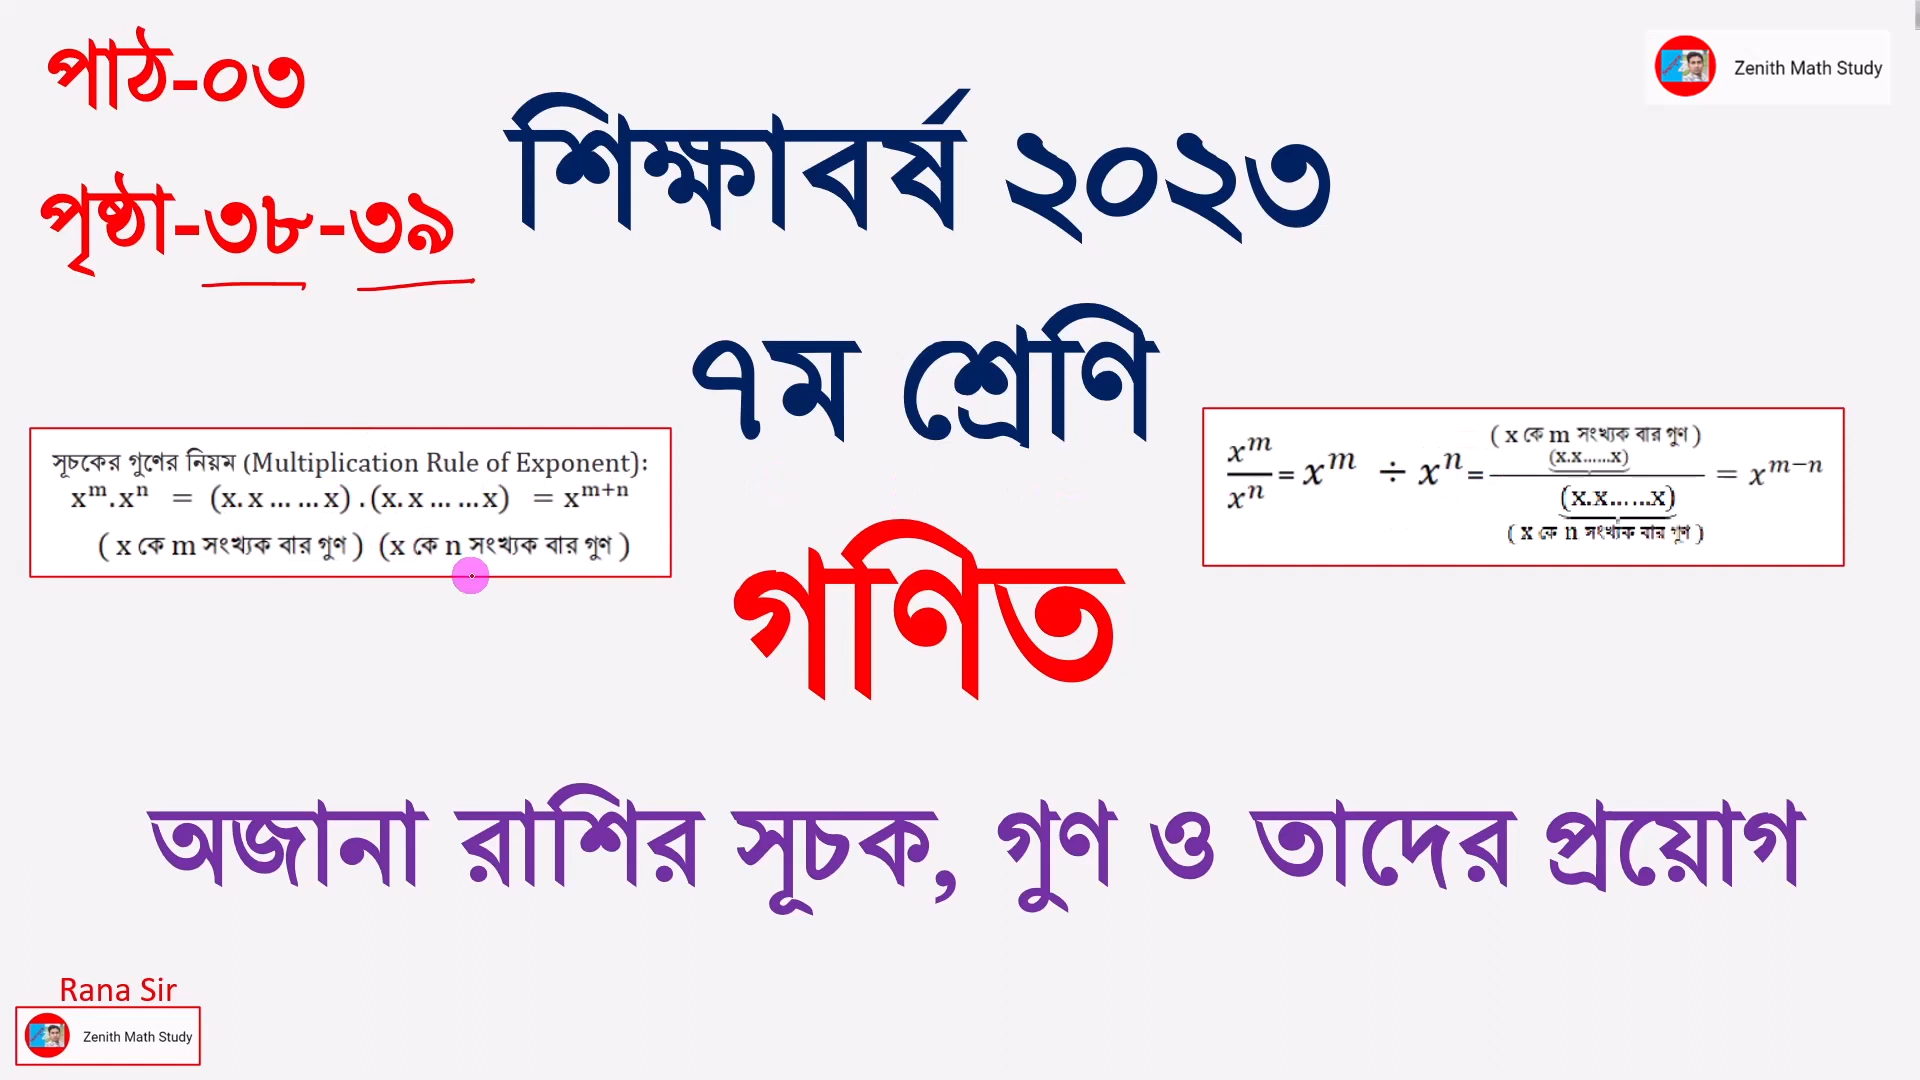 পাঠ-০৩
Zenith Math Study
শিক্ষাবর্ষ ২০২৩
পৃষ্ঠা-৩৮-৩৯
৭ম শ্রেণি
সূচকের গুণের নিয়ম (Multiplication Rule of Exponent):
xᵐ.xⁿ = (x. x … … x) . (x. x … … x) = xᵐ⁺ⁿ
( x কে m সংখ্যক বার গুণ ) (x কে n সংখ্যক বার গুণ )
( x কে m সংখ্যক বার গুণ )
(x.x......x)
xᵐ/xⁿ = xᵐ ÷ xⁿ = = xᵐ⁻ⁿ
(x.x......x)
( x কে n সংখ্যক বার গুণ )
গণিত
অজানা রাশির সূচক, গুণ ও তাদের প্রয়োগ
Rana Sir
Zenith Math Study